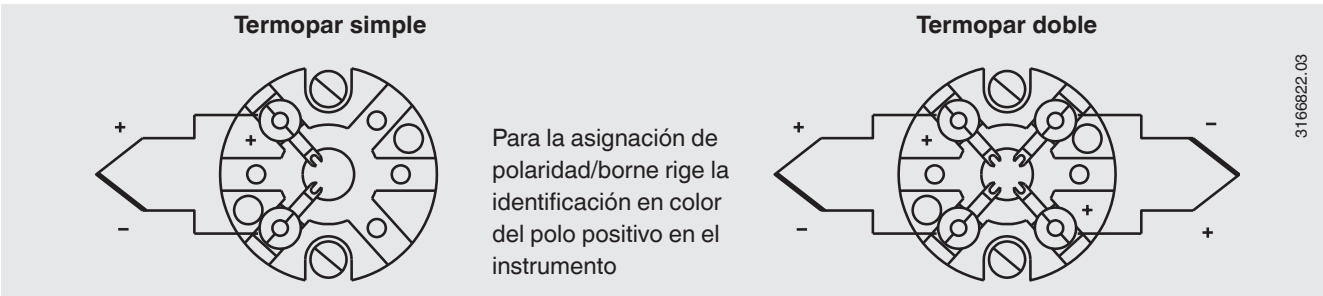 Termopar simple
Termopar doble
+
+
−
Para la asignación de
polaridad/borne rige la
identificación en color
del polo positivo en el
instrumento
+
+
−
−
+
+
3166822.03